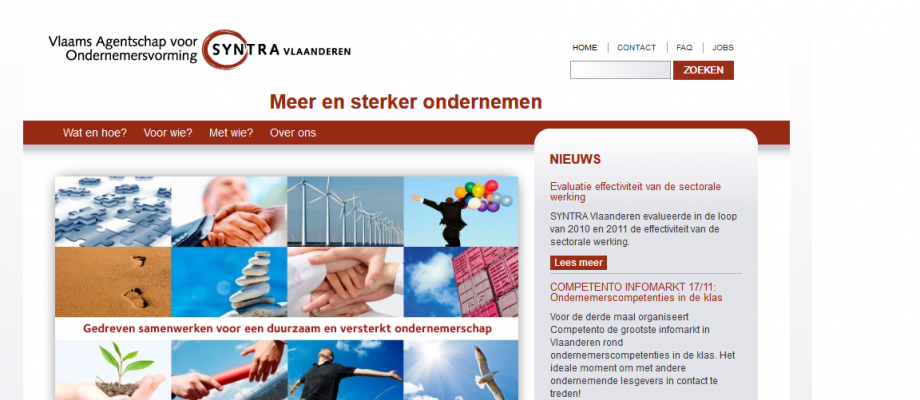 Vlaams Agentschap voor
Ondernemersvorming
SYNTRA VLAANDEREN
HOME CONTACT FAQ JOBS
ZOEKEN
Meer en sterker ondernemen
Wat en hoe? Voor wie? Met wie? Over ons
Gedreven samenwerken voor een duurzaam en versterkt ondernemerschap
NIEUWS
Evaluatie effectiviteit van de sectorale
werking
SYNTRA Vlaanderen evalueerde in de loop
van 2010 en 2011 de effectiviteit van de
sectorale werking.
Lees meer
COMPETENTO INFOMARKT 17/11:
Ondernemerscompetenties in de klas
Voor de derde maal organiseert
Competento de grootste infomarkt in
Vlaanderen rond
ondernemerscompetenties in de klas. Het
ideale moment om met andere
ondernemende lesgevers in contact te
treden!